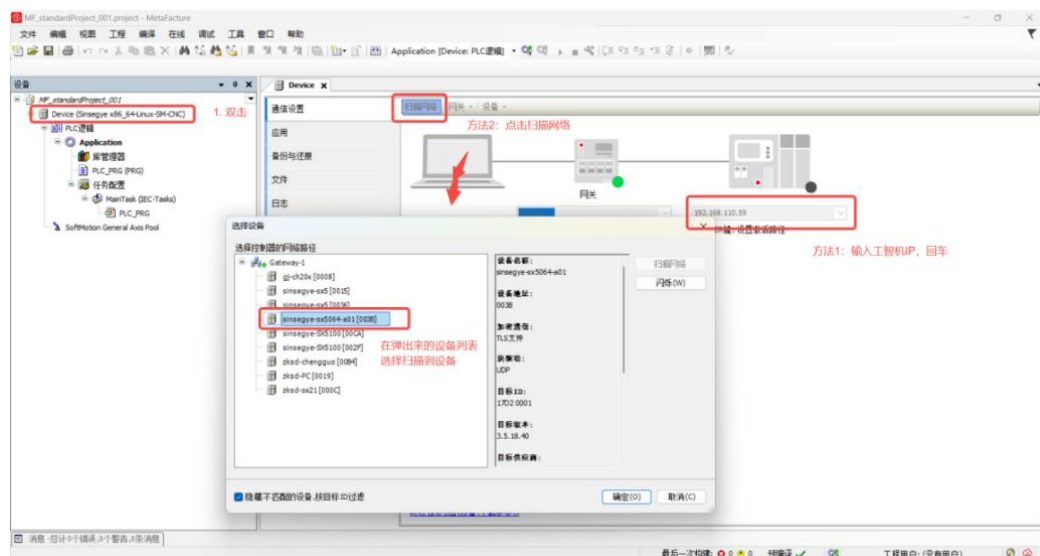 MF_standardProject_001.project - MetaFacture
文件 编辑 视图 工程 编译 在线 调试 工具 窗口 帮助
Application [Device: PLC逻辑]
设备
Device
MF_standardProject_001
Device (Sinsegye x86_64-Linux-SM-CNC)
1. 双击
PLC逻辑
Application
库管理器
PLC_PRG (PRG)
任务配置
MainTask (IEC-Tasks)
PLC_PRG
SoftMotion General Axis Pool
通信设置
应用
备份与还原
文件
日志
扫描网络 网关 设备
方法2:点击扫描网络
网关
192.168.110.59
方法1:输入工智机IP,回车
选择设备
选择控制器的网络路径
Gateway-1
gj-ch20x [0008]
sinsegye-sx5 [0015]
sinsegye-sx5 [0036]
sinsegye-sx5064-a01 [003B]
sinsegye-SX5100 [00CA]
sinsegye-SX5100 [002F]
zksd-chengguo [00B4]
zksd-PC [0019]
zksd-sx21 [000C]
在弹出来的设备列表
选择扫描到设备
设备名称:
sinsegye-sx5064-a01
设备地址:
003B
加密通信:
TLS支持
块驱动:
UDP
目标ID:
17D2 0001
目标版本:
3.5.18.40
目标供应商:
扫描网络
闪烁(W)
隐藏不匹配的设备,按目标ID过滤
确定(O) 取消(C)
消息 -总计0个错误,0个警告,0条消息
最后一次构建: 0 0 预编译
工程用户: (没有用户)